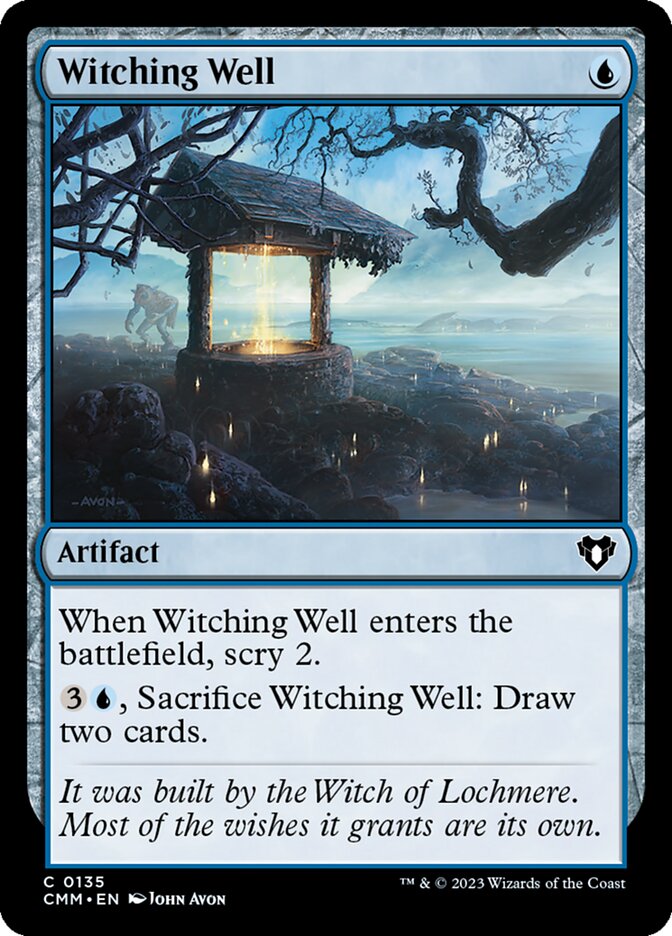 Witching Well
-AVON-
Artifact
When Witching Well enters the
battlefield, scry 2.
3, Sacrifice Witching Well: Draw
two cards.
It was built by the Witch of Lochmere.
Most of the wishes it grants are its own.
C 0135
™ & © 2023 Wizards of the Coast
CMM • EN John Avon